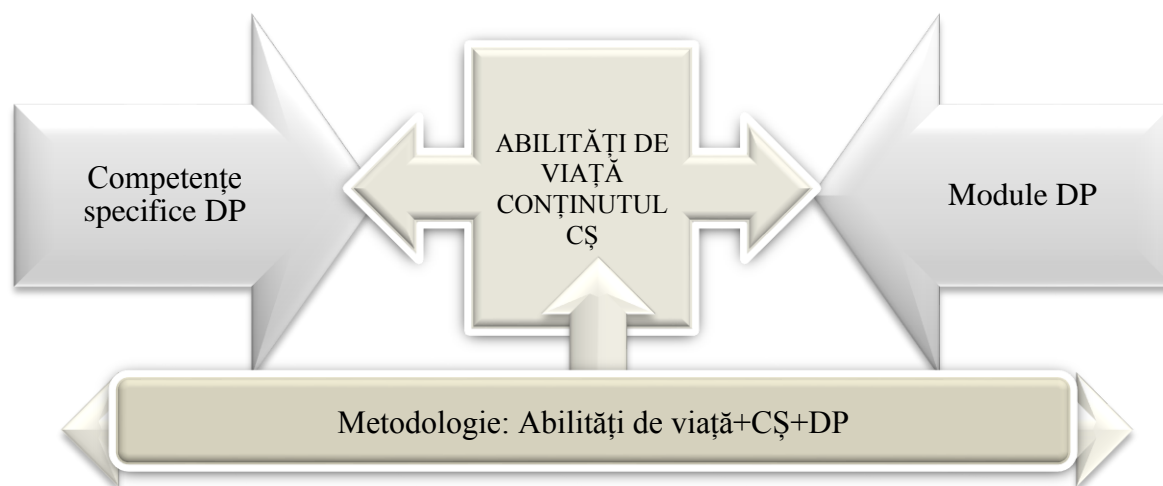 Competențe
specifice DP
ABILITĂȚI DE
VIAȚĂ
CONȚINUTUL
CȘ
Module DP
Metodologie: Abilități de viață+CȘ+DP